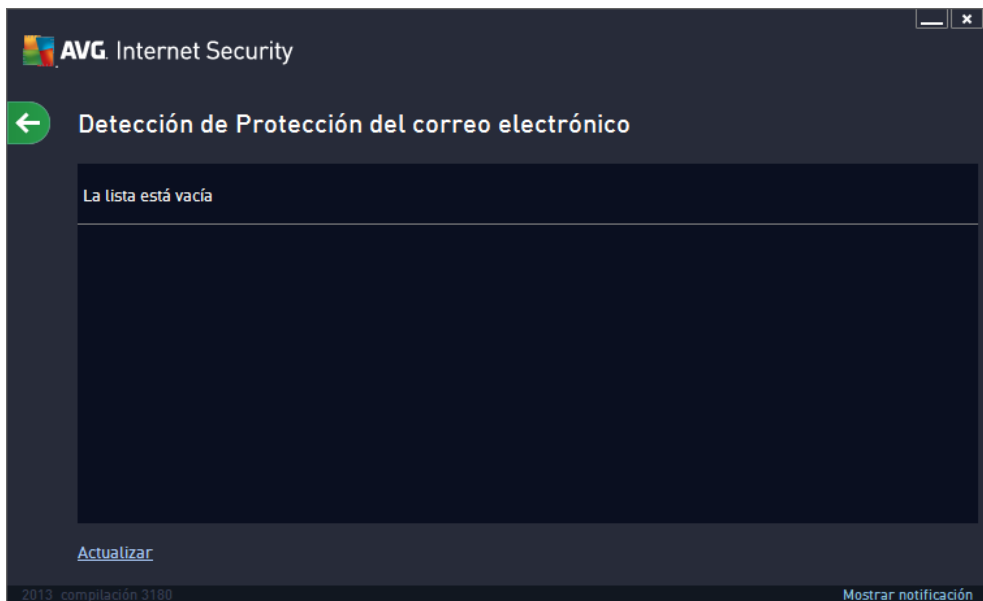 AVG. Internet Security
Detección de Protección del correo electrónico
La lista está vacía
Actualizar
2013 compilación 3180
Mostrar notificación